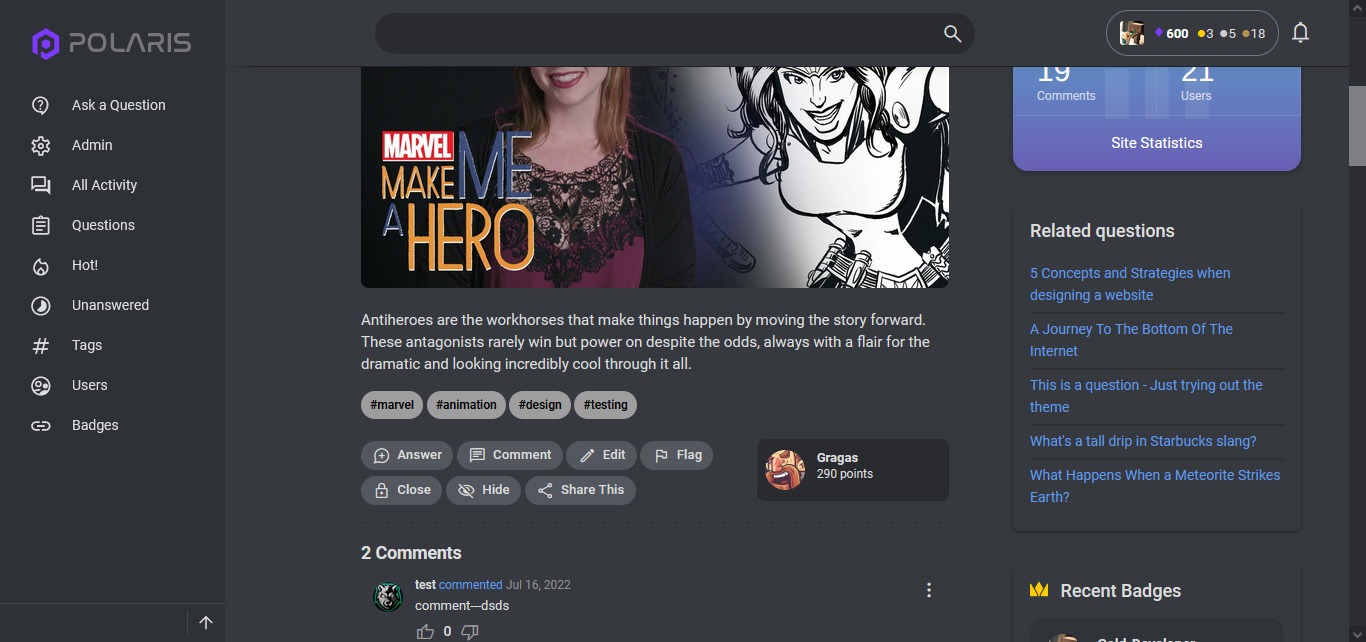 POLARIS
600 3 5 18
Ask a Question
Admin
All Activity
Questions
Hot!
Unanswered
Tags
Users
Badges
MARVEL
MAKE ME
A HERO
Antiheroes are the workhorses that make things happen by moving the story forward.
These antagonists rarely win but power on despite the odds, always with a flair for the
dramatic and looking incredibly cool through it all.
#marvel #animation #design #testing
Answer Comment Edit Flag
Close Hide Share This
Gragas
290 points
2 Comments
test commented Jul 16, 2022
comment—dsds
0
19 21
Comments Users
Site Statistics
Related questions
5 Concepts and Strategies when
designing a website
A Journey To The Bottom Of The
Internet
This is a question - Just trying out the
theme
What's a tall drip in Starbucks slang?
What Happens When a Meteorite Strikes
Earth?
Recent Badges
Gold Developer